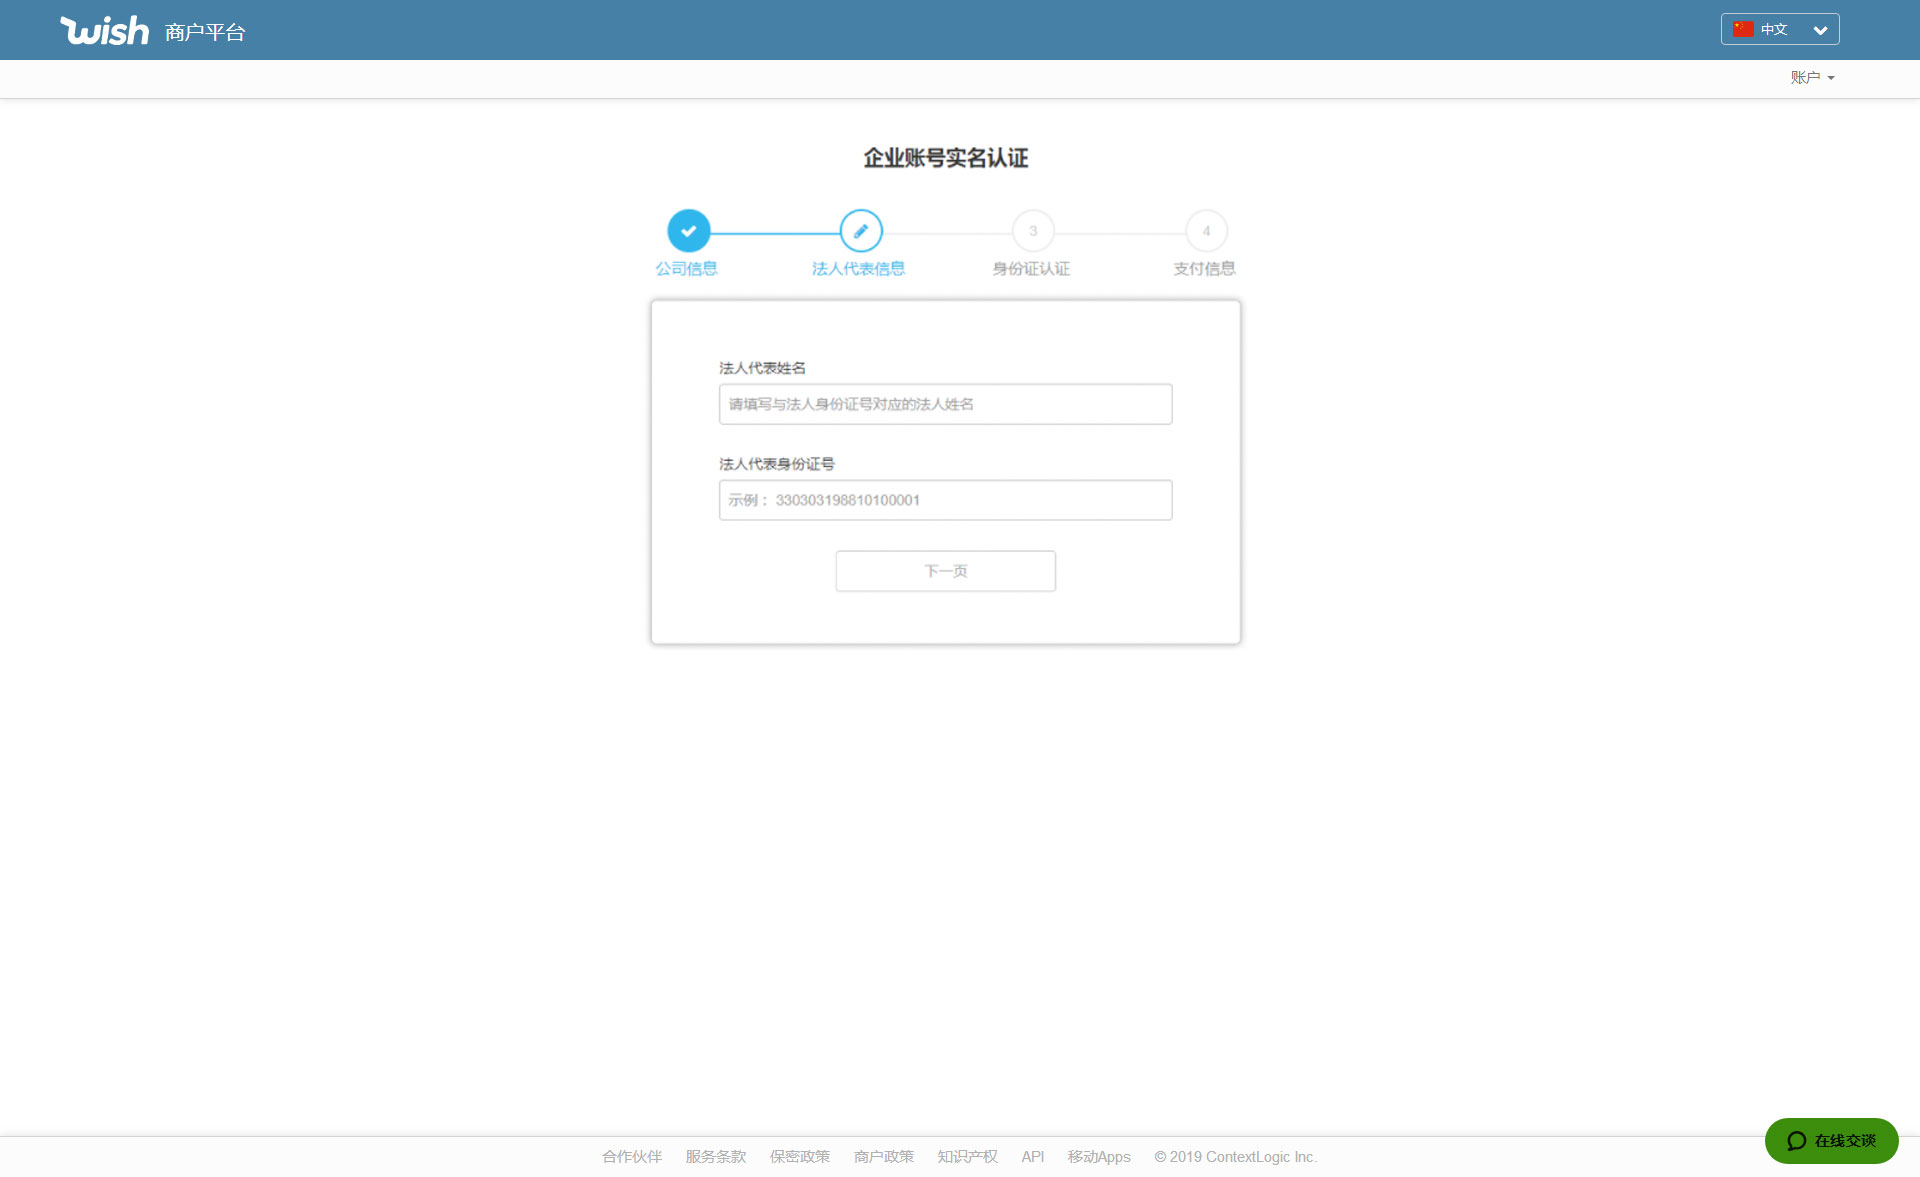 wish 商户平台
中文
账户
企业账号实名认证
3
4
公司信息
法人代表信息
身份证认证
支付信息
法人代表姓名
请填写与法人身份证号对应的法人姓名
法人代表身份证号
示例： 330303198810100001
下一页
在线交谈
合作伙伴 服务条款 保密政策 商户政策 知识产权 API 移动Apps © 2019 ContextLogic Inc.